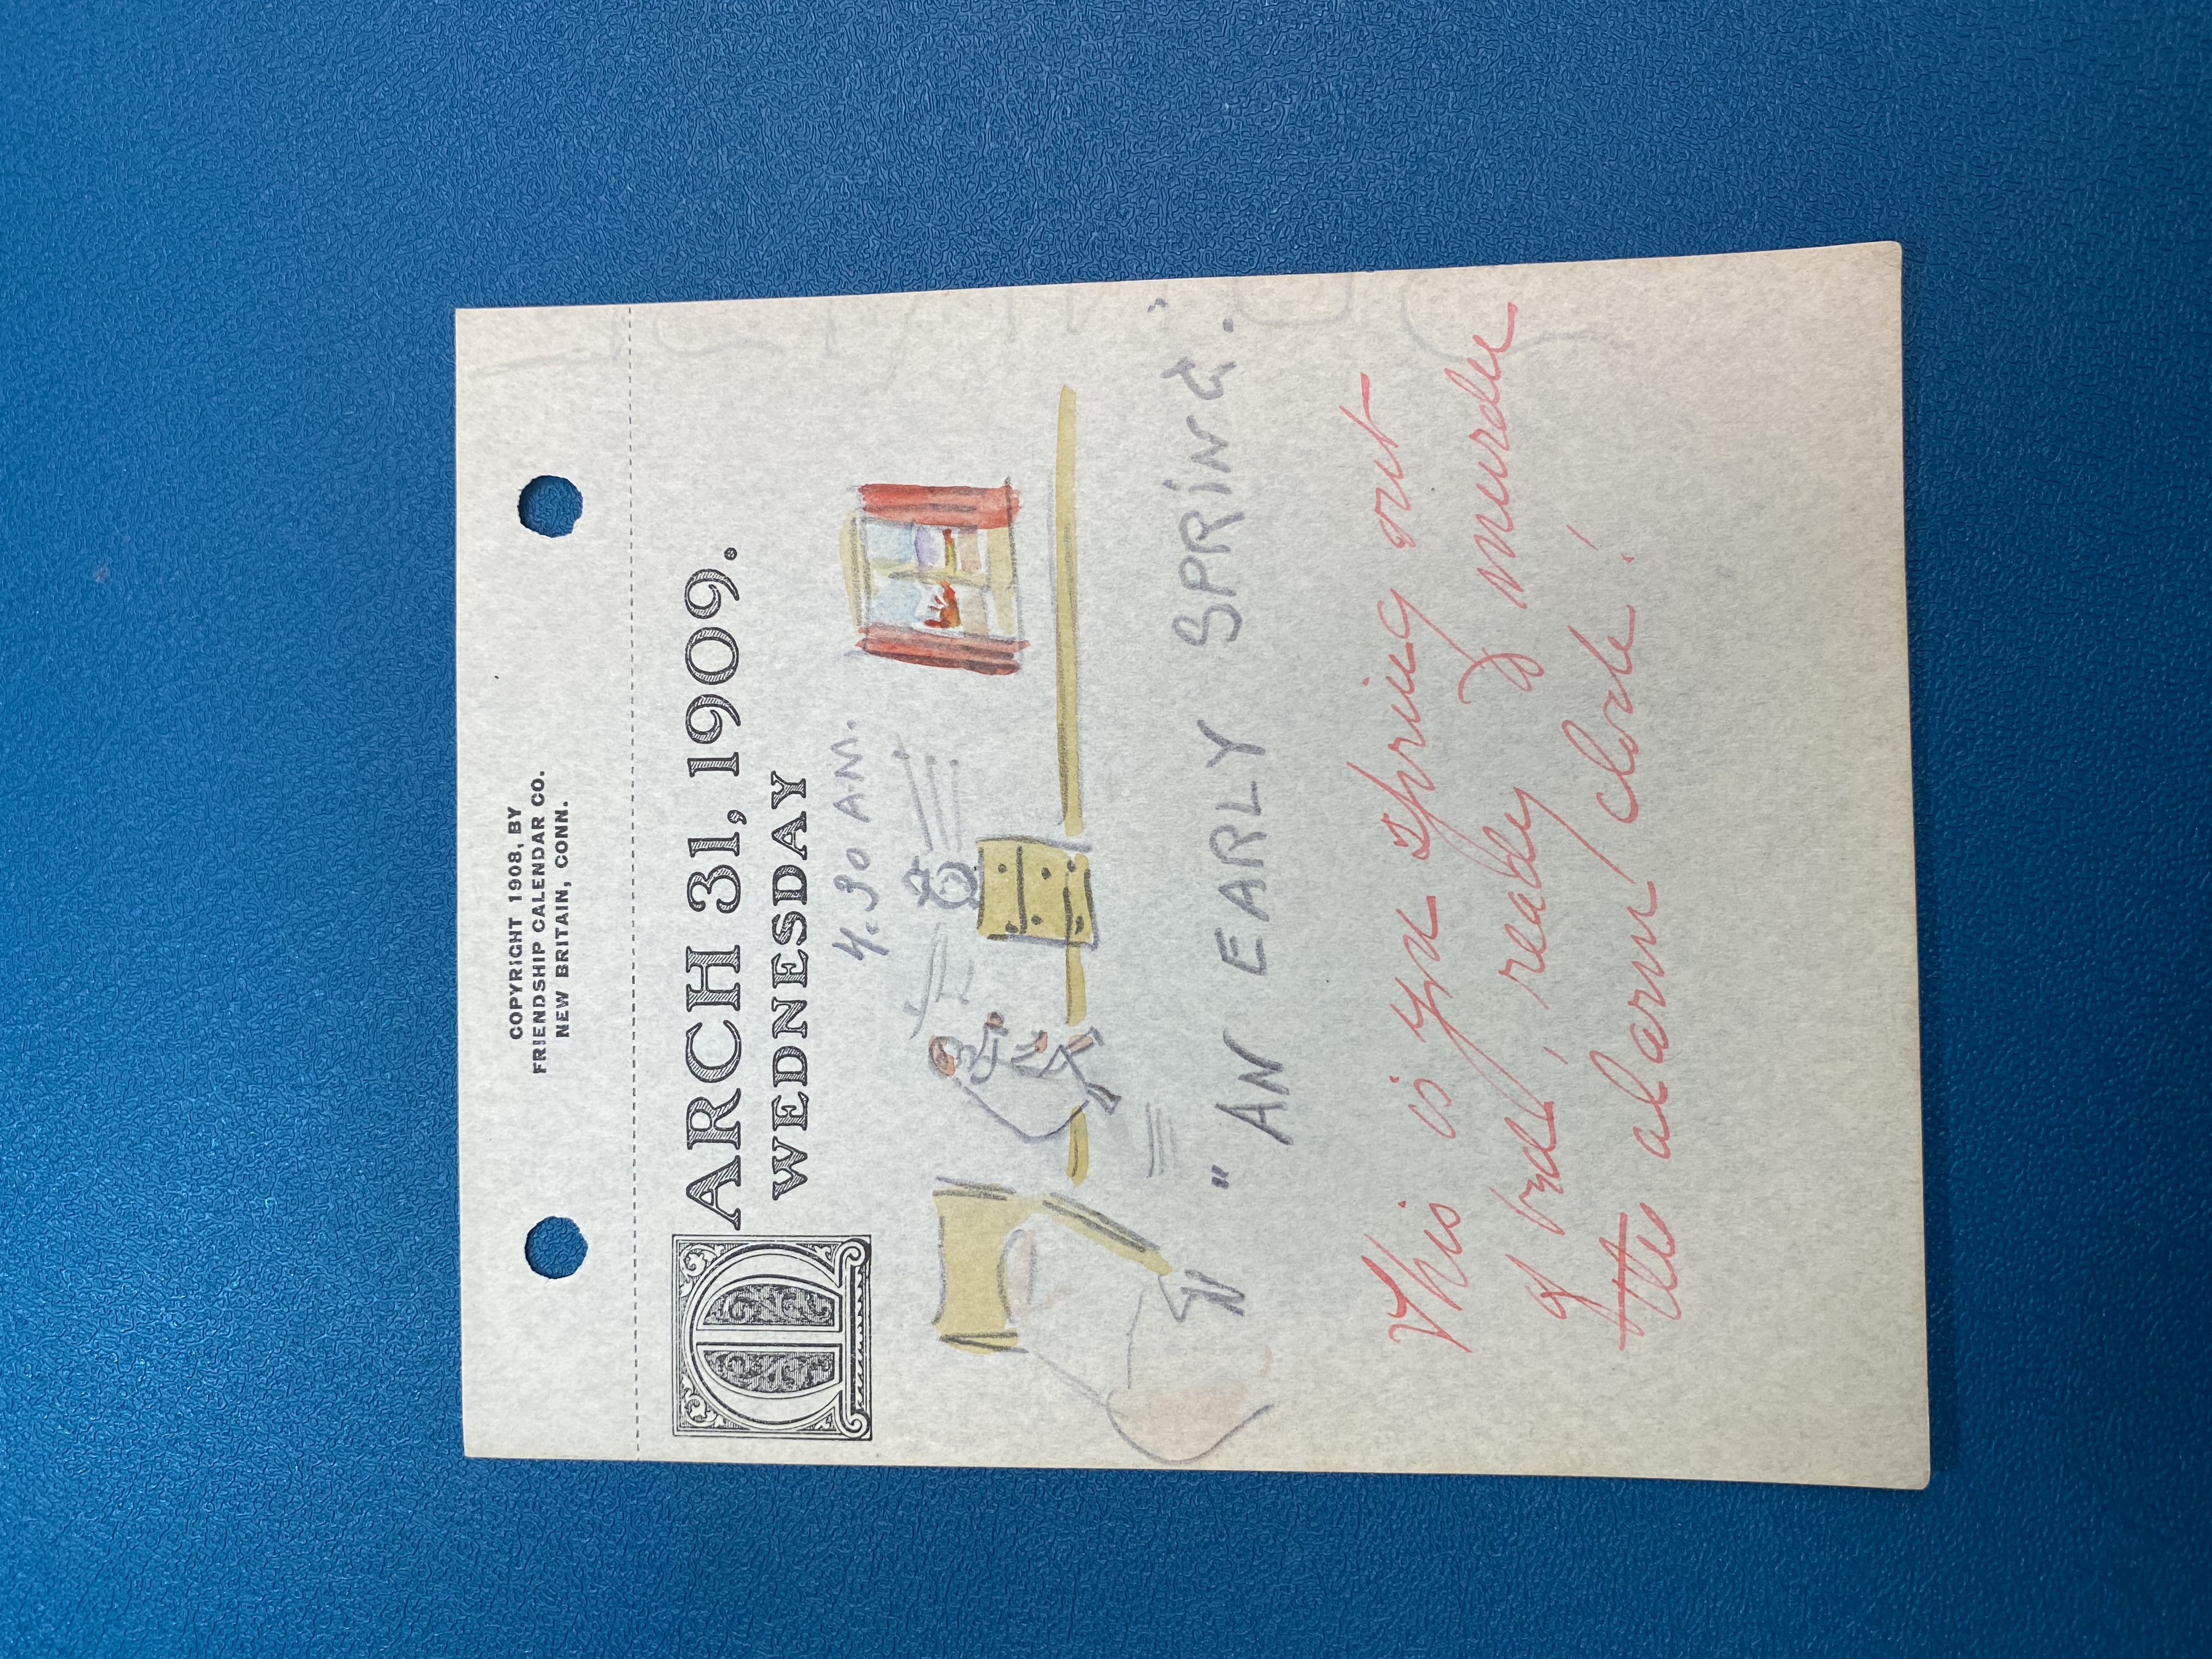 COPYRIGHT 1908, BY
FRIENDSHIP CALENDAR CO.
NEW BRITAIN, CONN.
MARCH 31, 1909.
WEDNESDAY
4.30 A.M.
"AN EARLY SPRING."
This is you spring out
of bed, ready to murder
the alarm clock!